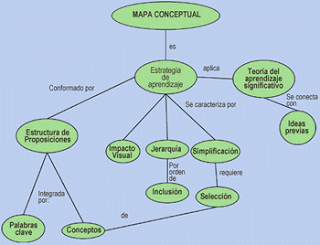 MAPA CONCEPTUAL
es
Estrategia
de
aprendizaje
aplica
Teoría del
aprendizaje
significativo
Se conecta
con
Ideas
previas
Conformado por
Se caracteriza por
Estructura de
Proposiciones
Impacto
Visual
Jerarquía
Simplificación
Por
orden
de
requiere
Inclusión
Selección
Integrada
por:
de
Palabras
clave
Conceptos